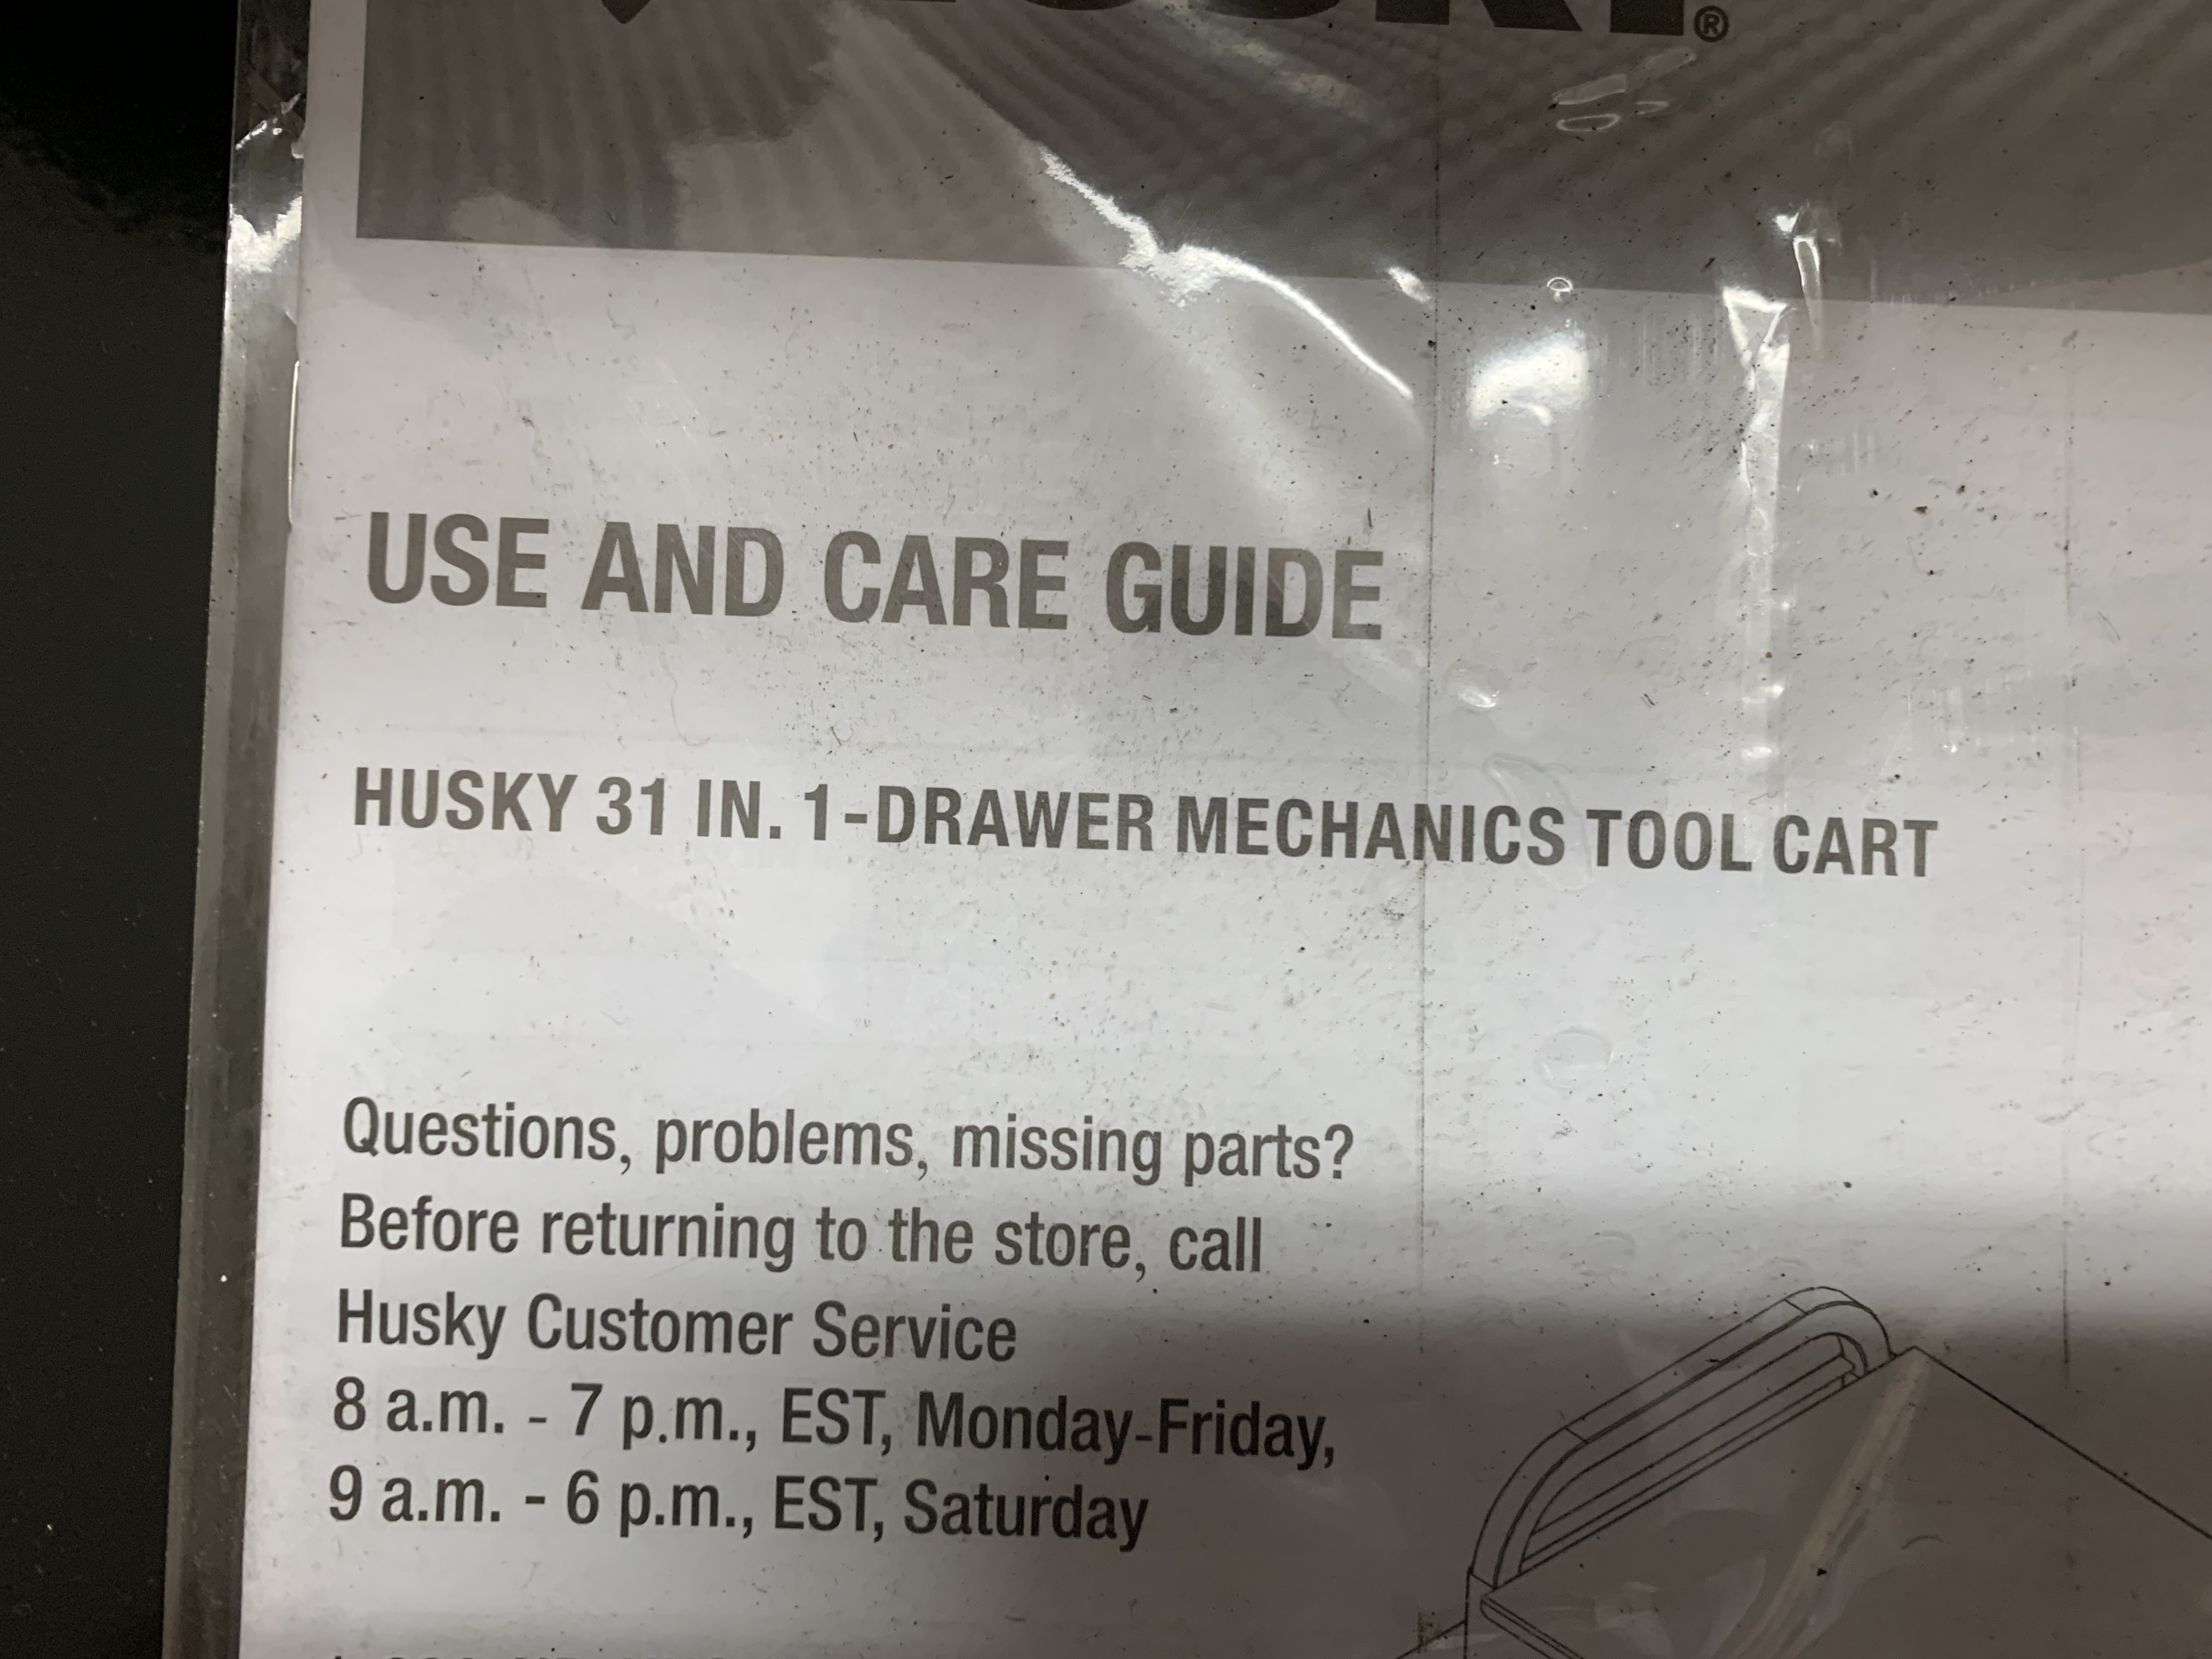 ®
USE AND CARE GUIDE
HUSKY 31 IN. 1-DRAWER MECHANICS TOOL CART
Questions, problems, missing parts?
Before returning to the store, call
Husky Customer Service
8 a.m. - 7 p.m., EST, Monday-Friday,
9 a.m. - 6 p.m., EST, Saturday